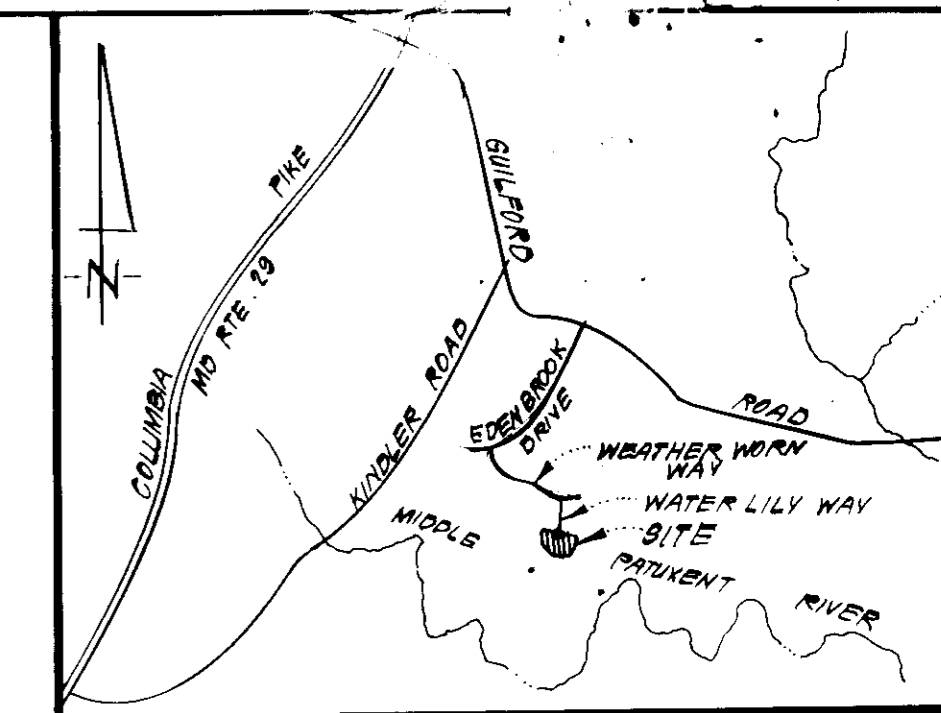 PIKE
GUILFORD
N
MD RTE. 29
COLUMBIA
KINDLER ROAD
EDENBROOK
DRIVE
ROAD
WEATHER WORN
WAY
WATER LILY WAY
SITE
MIDDLE
PATUXENT
RIVER